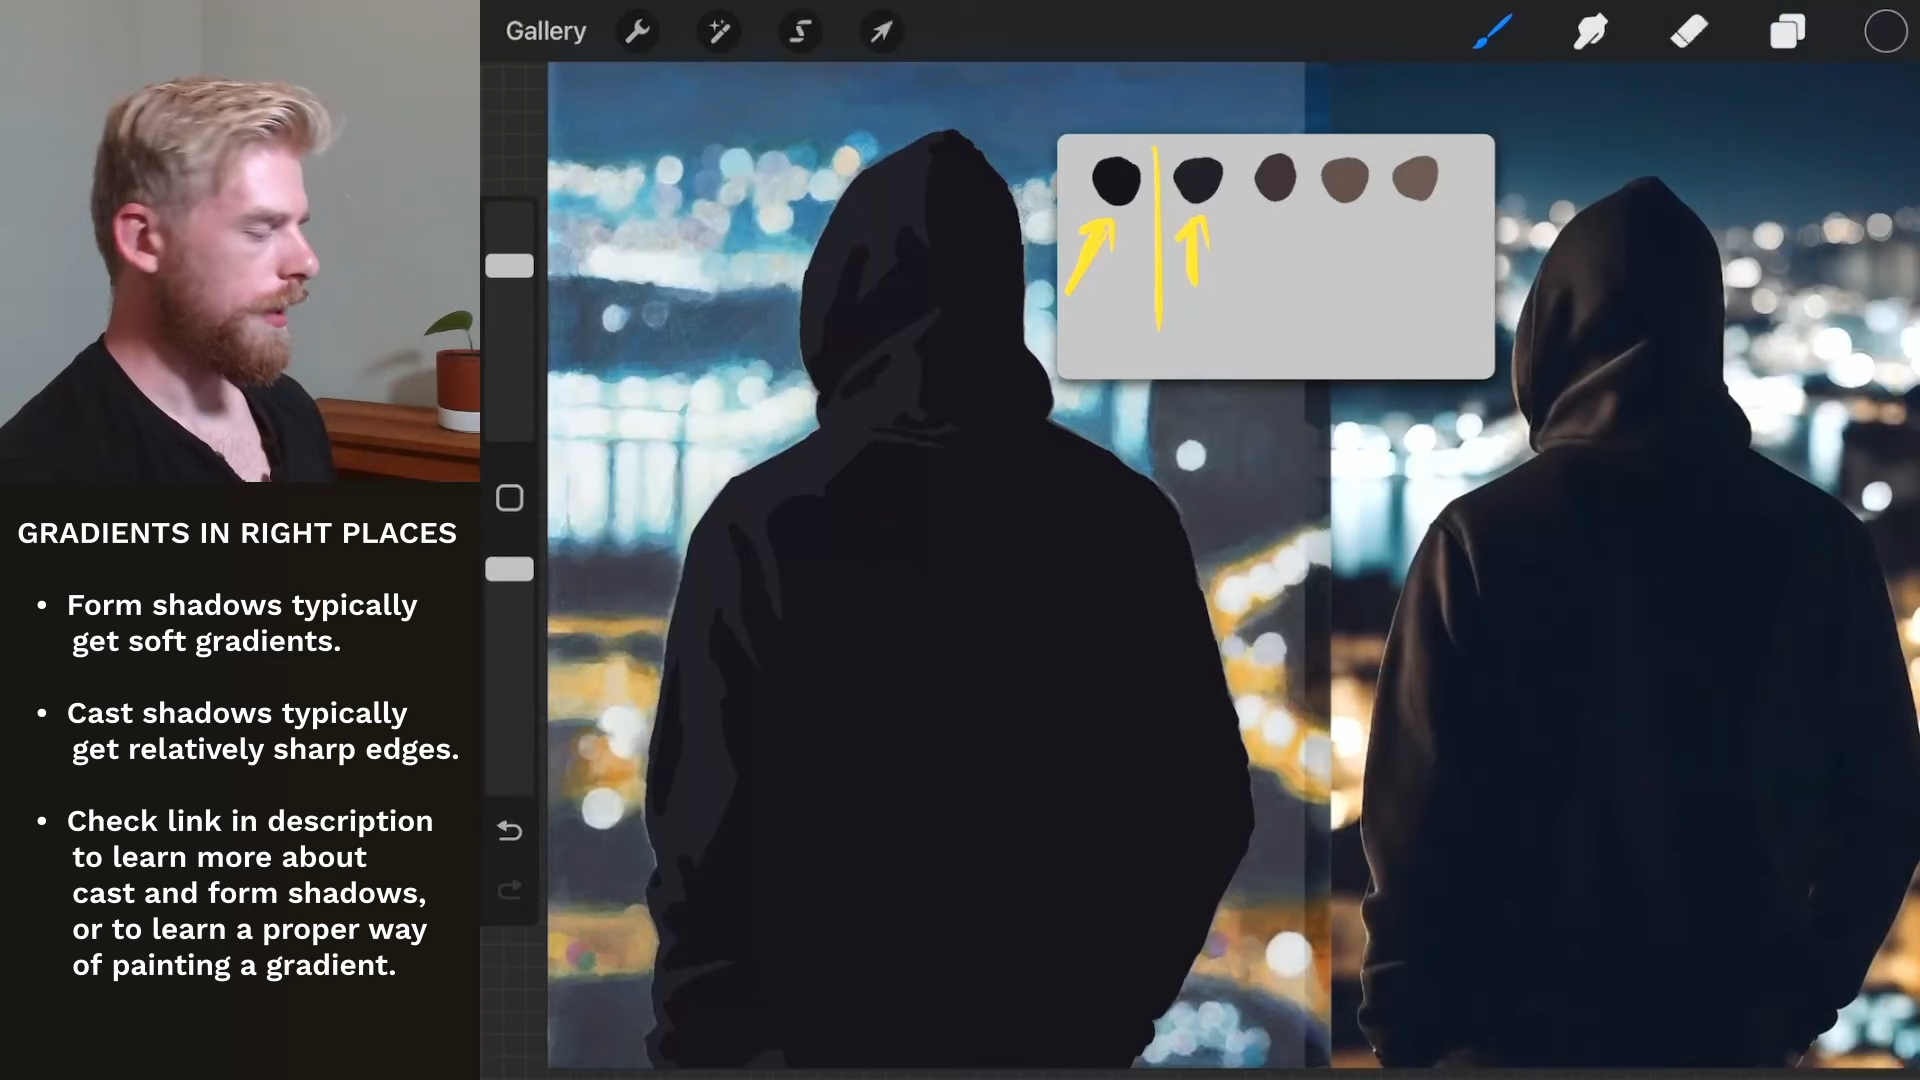 Gallery
GRADIENTS IN RIGHT PLACES
• Form shadows typically
get soft gradients.
• Cast shadows typically
get relatively sharp edges.
• Check link in description
to learn more about
cast and form shadows,
or to learn a proper way
of painting a gradient.